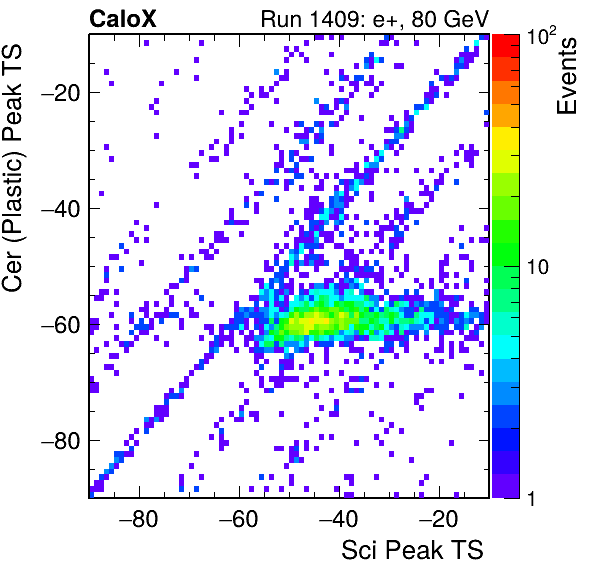 CaloX Run 1409: e+, 80 GeV
Cer (Plastic) Peak TS
−20
−40
−60
−80
−80 −60 −40 −20
Sci Peak TS
10²
10
1
Events